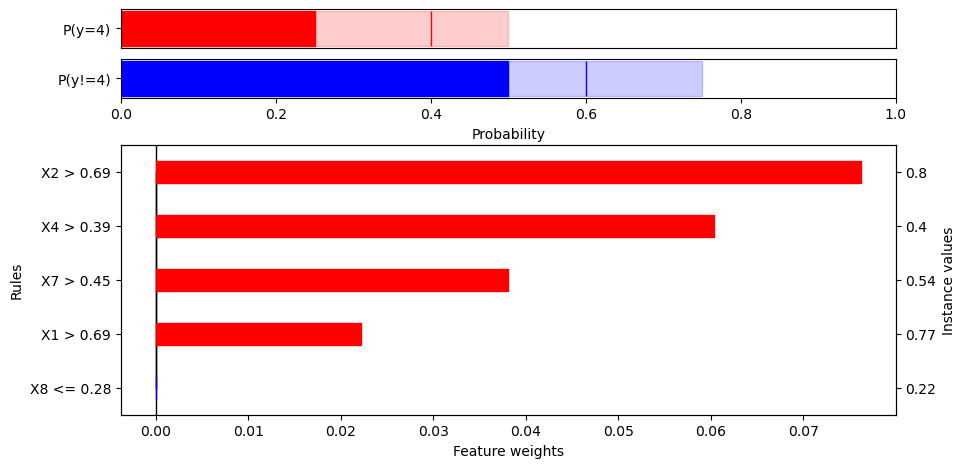 P(y=4)
P(y!=4)
0.0 0.2 0.4 0.6 0.8 1.0
Probability
X2 > 0.69 0.8
X4 > 0.39 0.4
X7 > 0.45 0.54
X1 > 0.69 0.77
X8 <= 0.28 0.22
Rules
Instance values
0.00 0.01 0.02 0.03 0.04 0.05 0.06 0.07
Feature weights